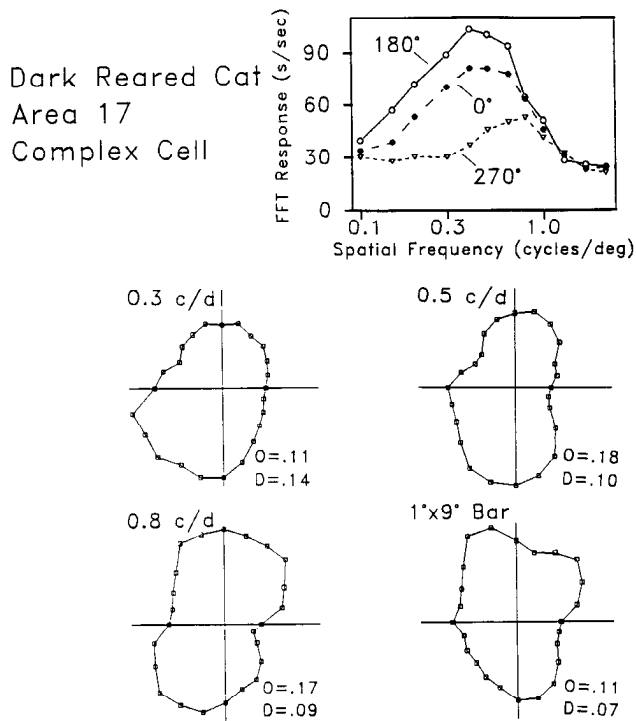 Dark Reared Cat
Area 17
Complex Cell
FFT Response (s/sec)
90
60
30
0
180°
0°
270°
0.1
0.3
1.0
Spatial Frequency (cycles/deg)
0.3 c/d
O=.11
D=.14
0.5 c/d
O=.18
D=.10
0.8 c/d
O=.17
D=.09
1°x9° Bar
O=.11
D=.07